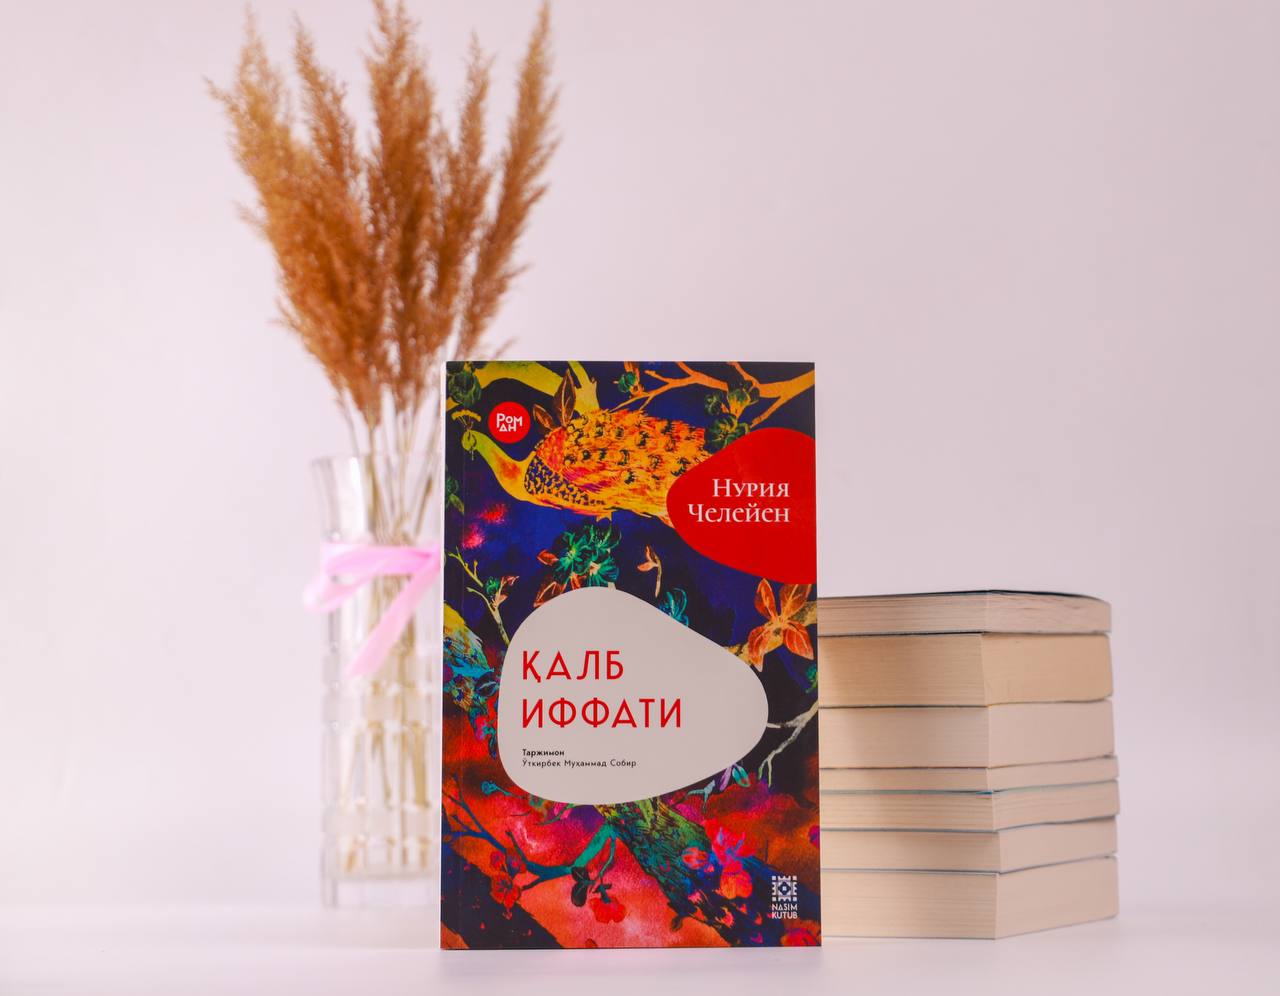 РОМ
АН
Нурия
Челейен
ҚАЛБ
ИФФАТИ
Таржимон
Ўткирбек Муҳаммад Собир
NASIM
KUTUB